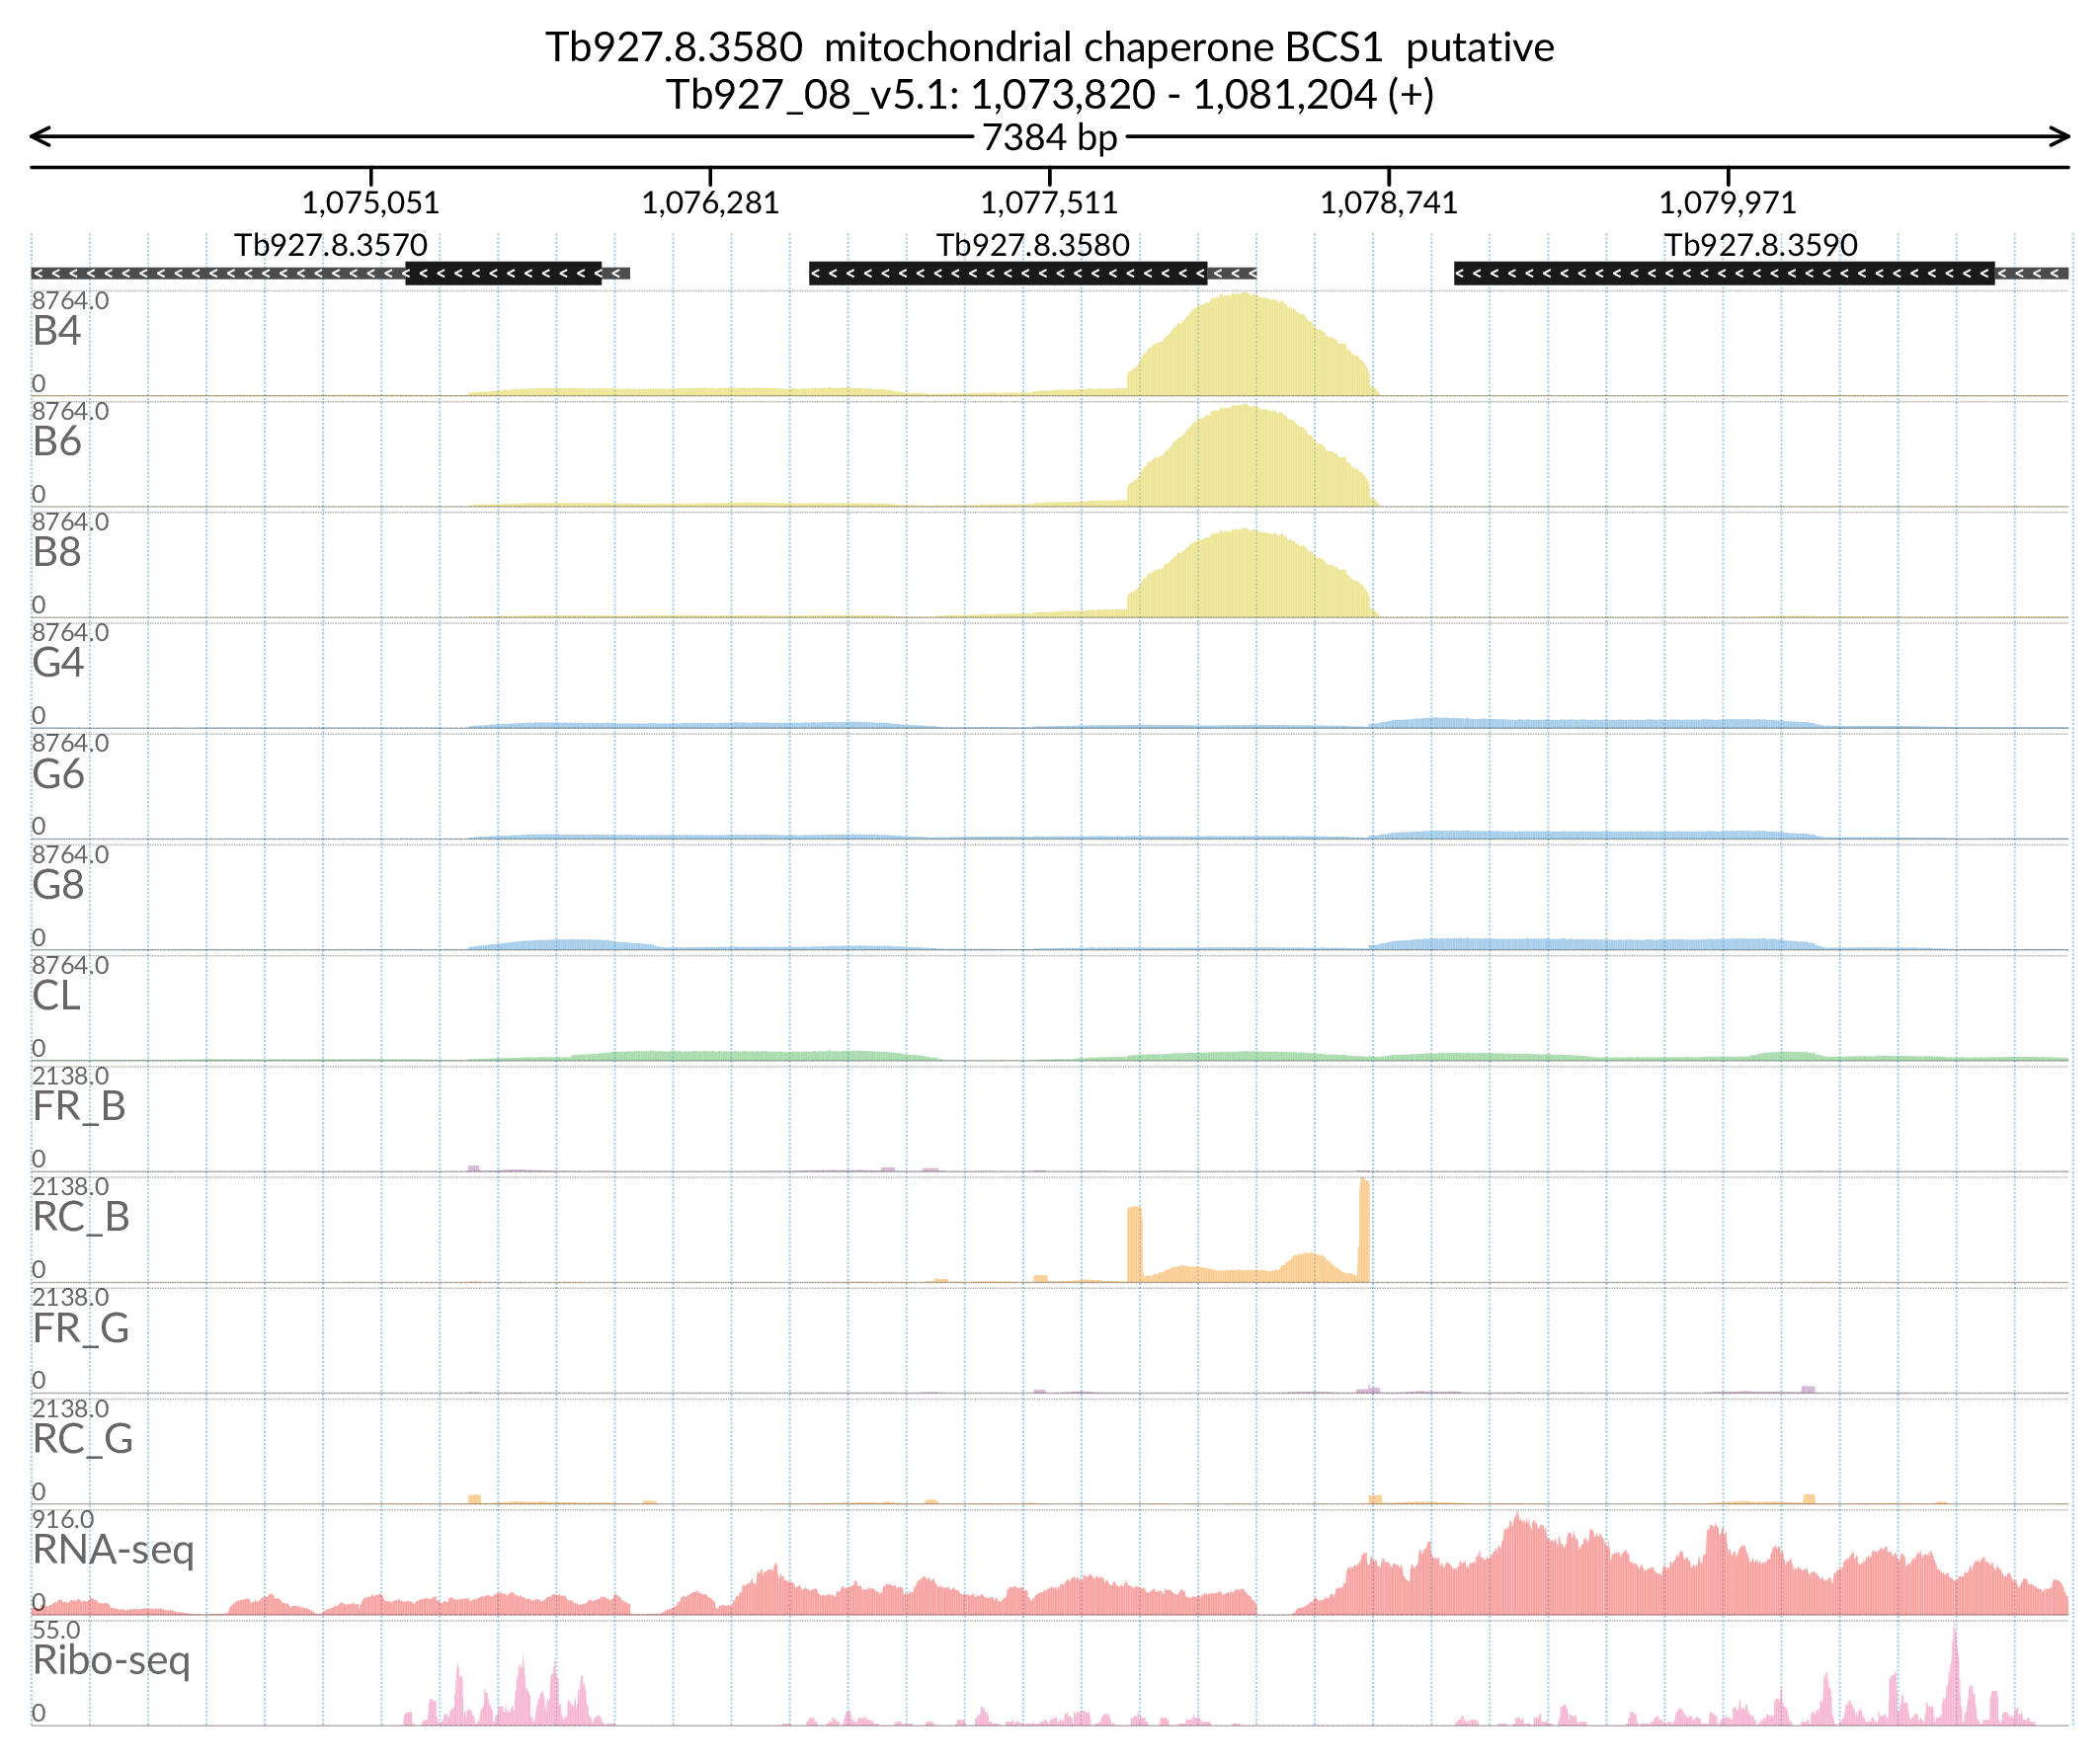 Tb927.8.3580  mitochondrial chaperone BCS1  putative
Tb927_08_v5.1: 1,073,820 - 1,081,204 (+)
7384 bp
1,075,051 1,076,281 1,077,511 1,078,741 1,079,971
Tb927.8.3570 Tb927.8.3580 Tb927.8.3590
8764.0
B4
0
8764.0
B6
0
8764.0
B8
0
8764.0
G4
0
8764.0
G6
0
8764.0
G8
0
8764.0
CL
0
2138.0
FR_B
0
2138.0
RC_B
0
2138.0
FR_G
0
2138.0
RC_G
0
916.0
RNA-seq
0
55.0
Ribo-seq
0